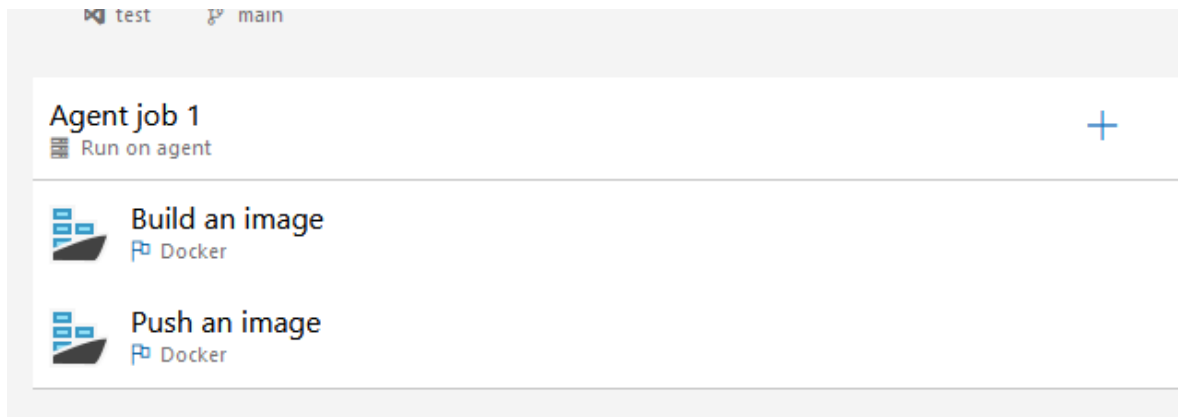 test main
Agent job 1
Run on agent
Build an image
Docker
Push an image
Docker